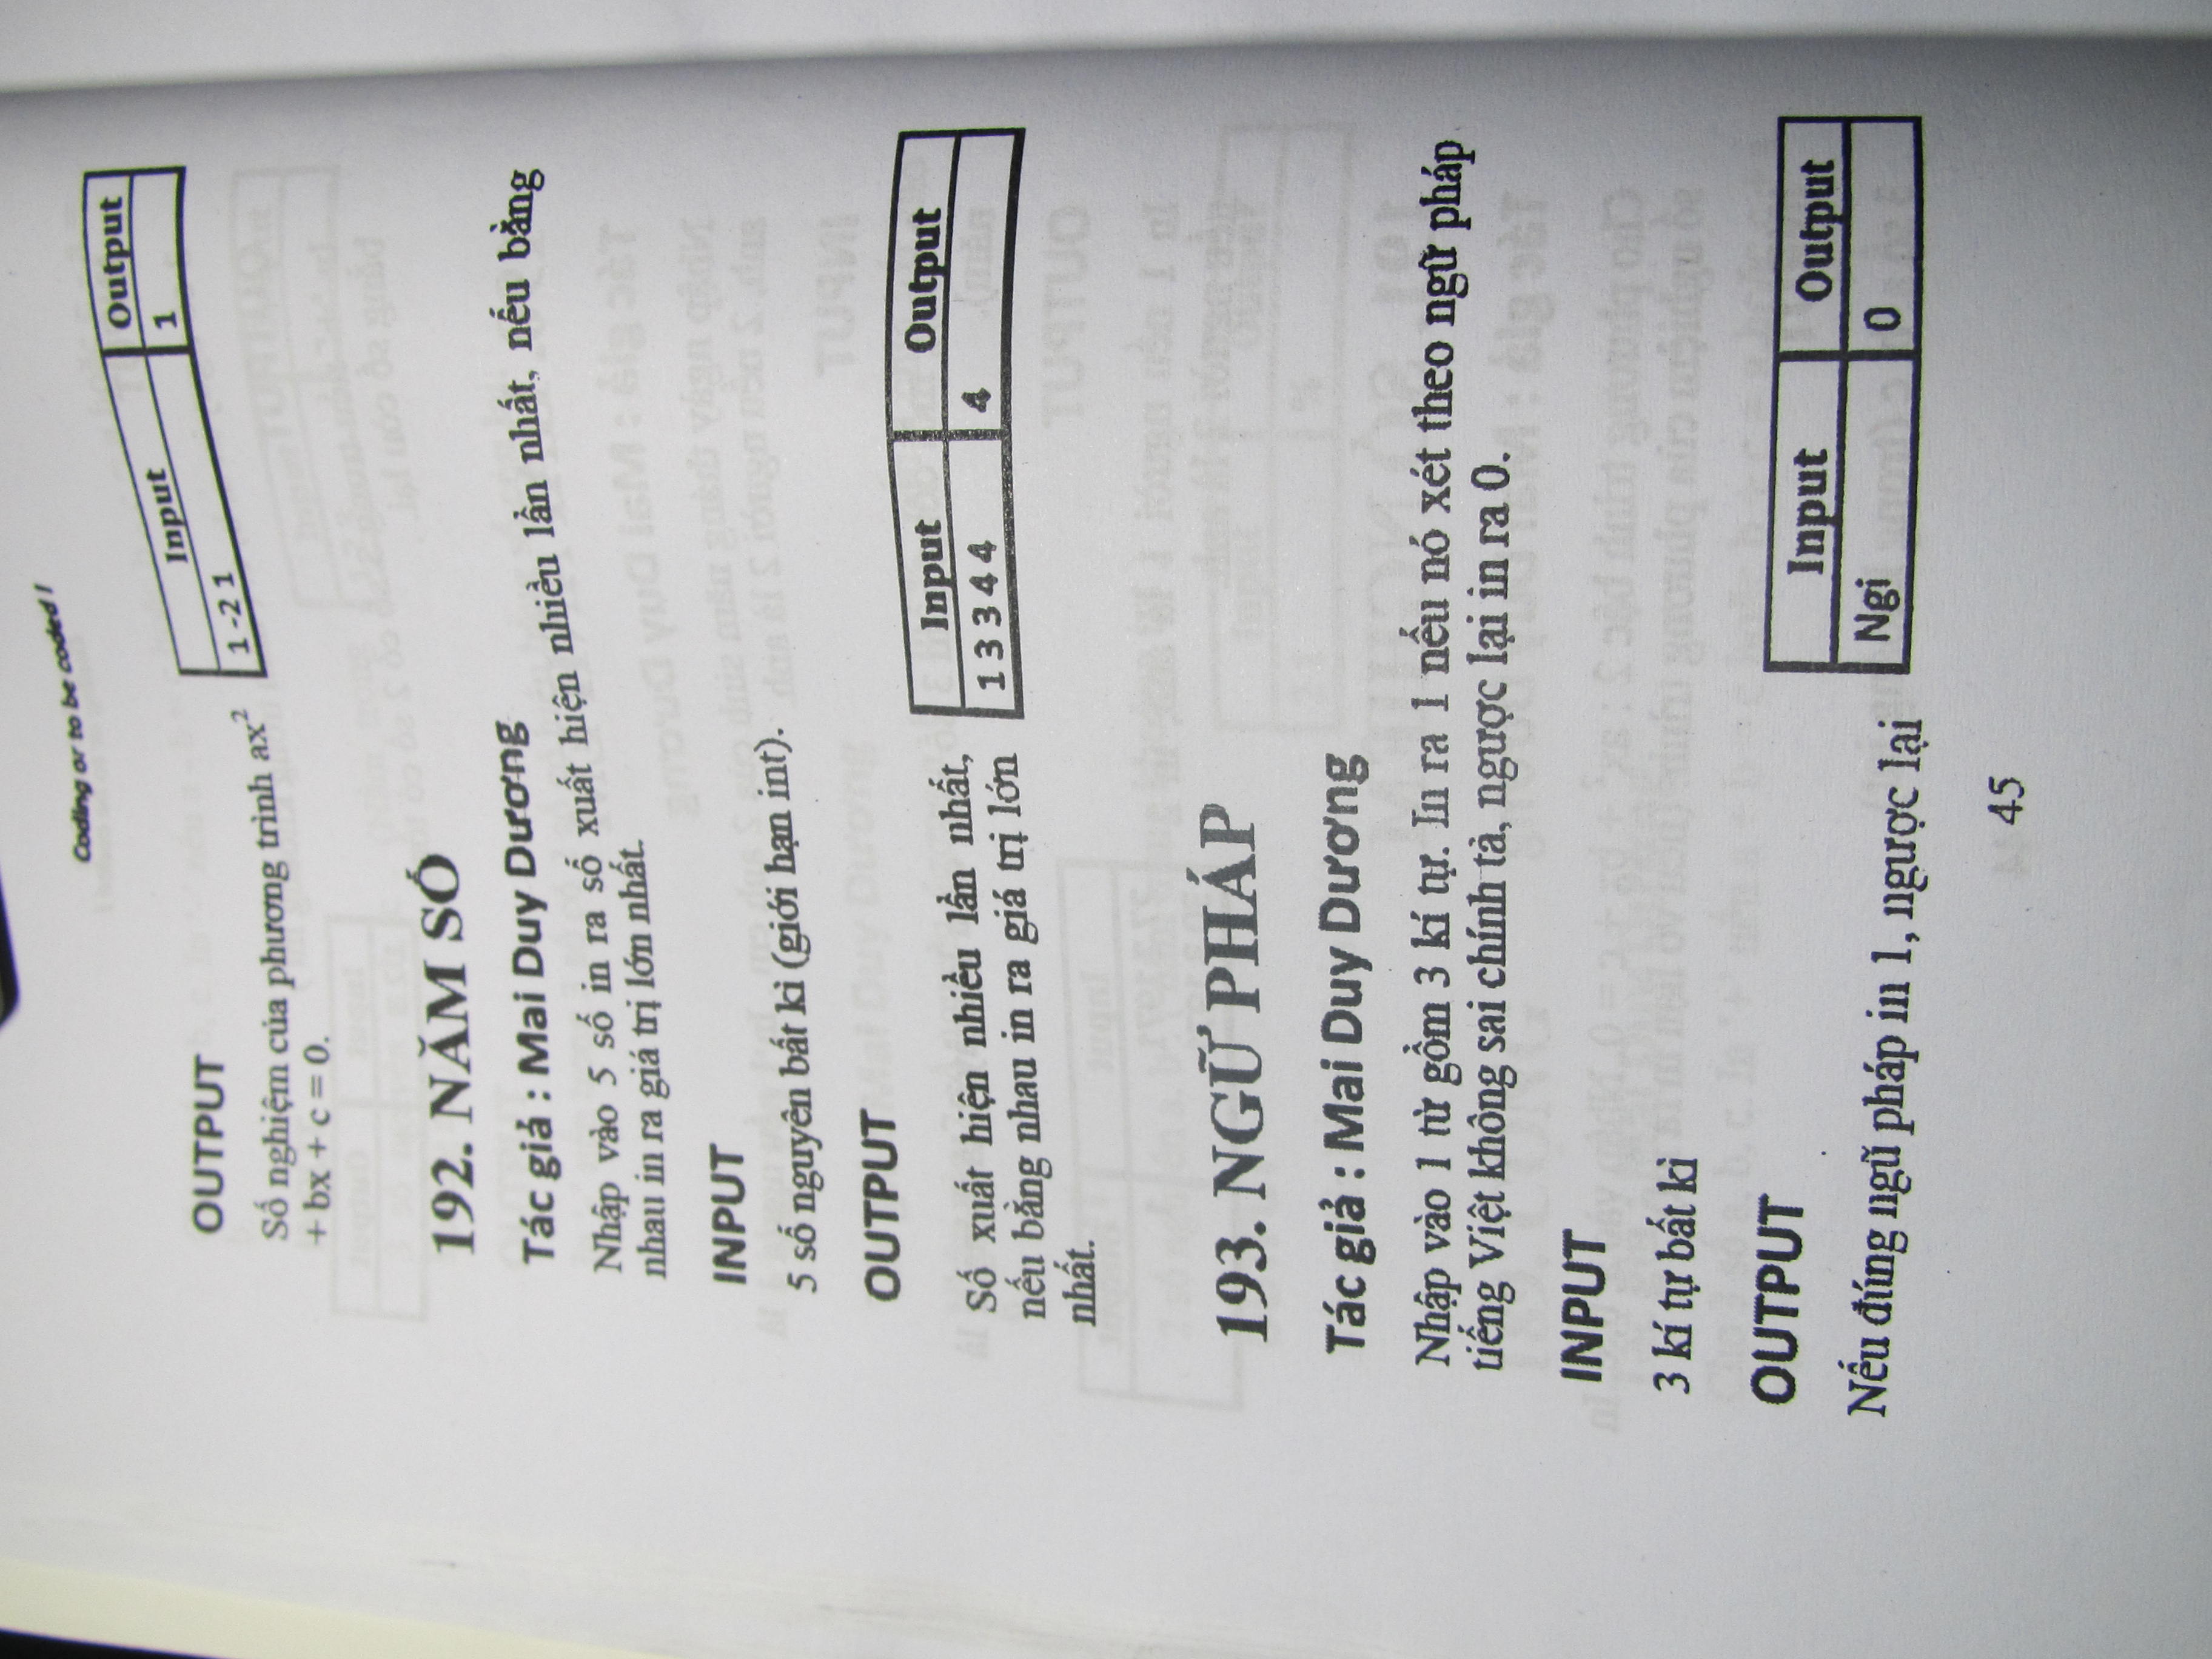 Coding or to be coded !
OUTPUT
Số nghiệm của phương trình ax²
+ bx + c = 0.
Input Output
1 -2 1 1
192. NĂM SỐ
Tác giả : Mai Duy Dương
Nhập vào 5 số in ra số xuất hiện nhiều lần nhất, nếu bằng
nhau in ra giá trị lớn nhất.
INPUT
5 số nguyên bất kì (giới hạn int).
OUTPUT
Số xuất hiện nhiều lần nhất,
nếu bằng nhau in ra giá trị lớn
nhất.
Input Output
1 3 3 4 4 4
193. NGỮ PHÁP
Tác giả : Mai Duy Dương
Nhập vào 1 từ gồm 3 kí tự. In ra 1 nếu nó xét theo ngữ pháp
tiếng Việt không sai chính tả, ngược lại in ra 0.
INPUT
3 kí tự bất kì
OUTPUT
Nếu đúng ngũ pháp in 1, ngược lại
Input Output
Ngi 0
45